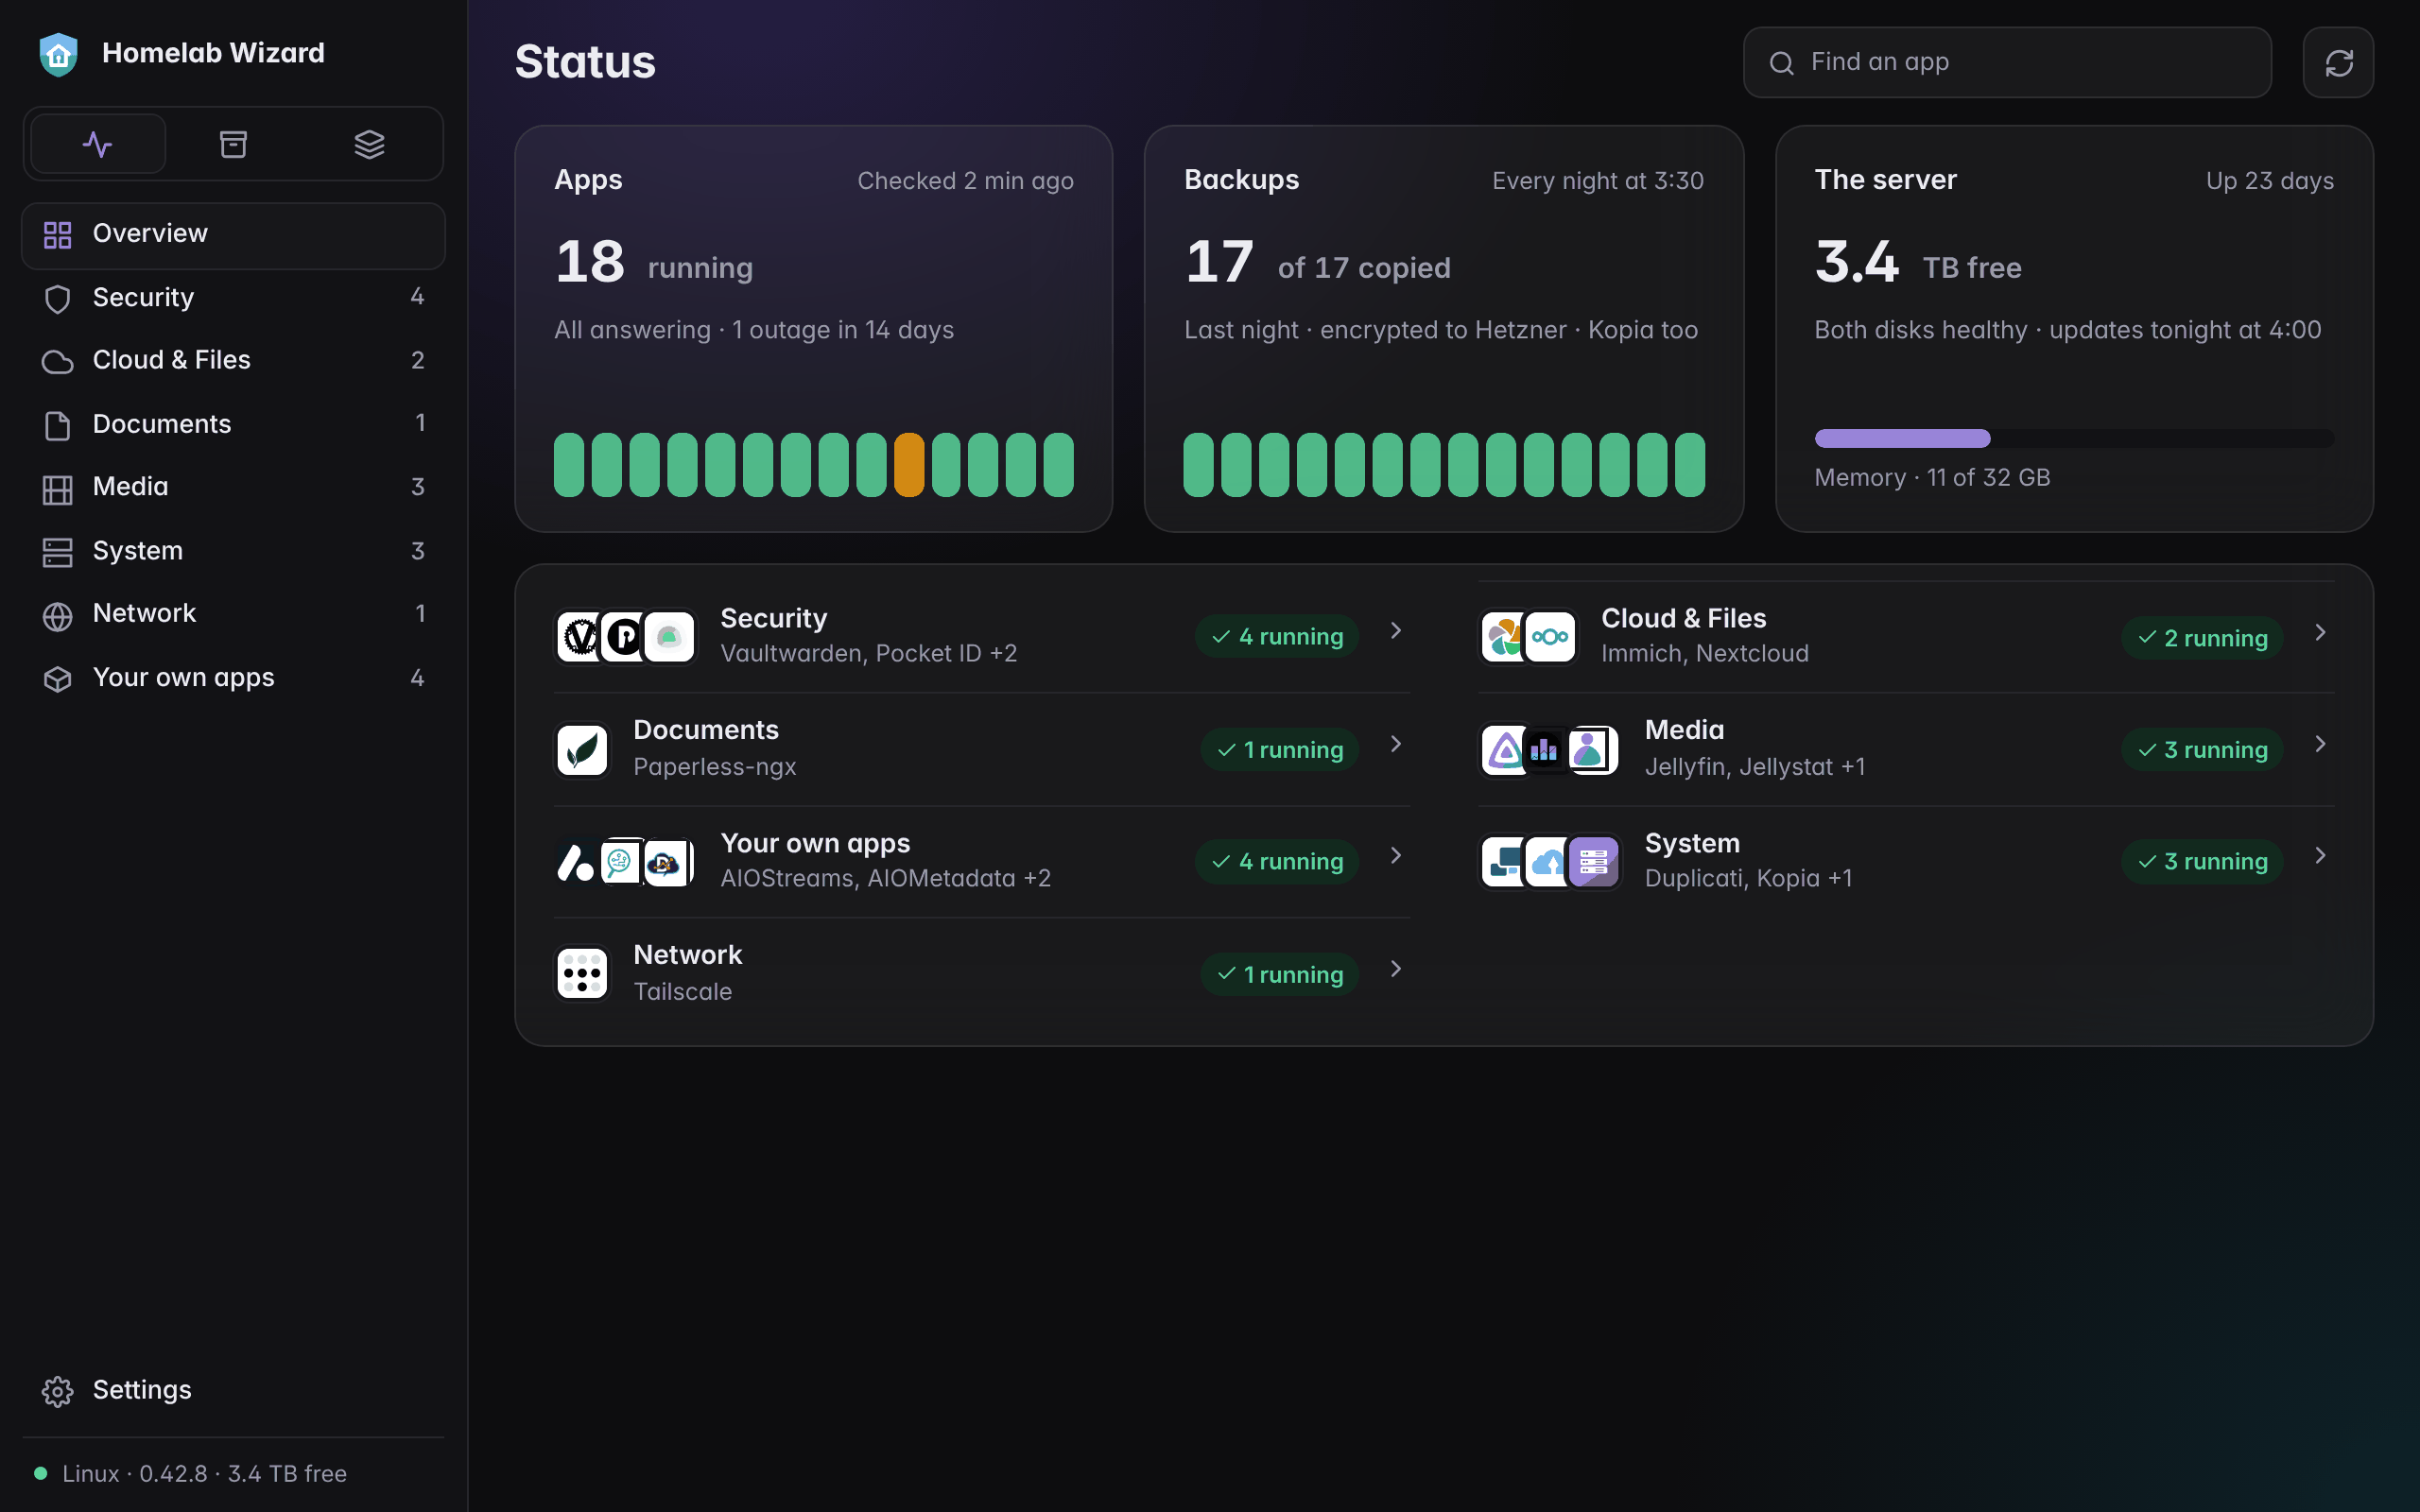 Homelab Wizard
Overview
Security 4
Cloud & Files 2
Documents 1
Media 3
System 3
Network 1
Your own apps 4
Settings
Linux · 0.42.8 · 3.4 TB free
Status
Find an app
Apps Checked 2 min ago
18 running
All answering · 1 outage in 14 days
Backups Every night at 3:30
17 of 17 copied
Last night · encrypted to Hetzner · Kopia too
The server Up 23 days
3.4 TB free
Both disks healthy · updates tonight at 4:00
Memory · 11 of 32 GB
Security
Vaultwarden, Pocket ID +2
4 running
Cloud & Files
Immich, Nextcloud
2 running
Documents
Paperless-ngx
1 running
Media
Jellyfin, Jellystat +1
3 running
Your own apps
AIOStreams, AIOMetadata +2
4 running
System
Duplicati, Kopia +1
3 running
Network
Tailscale
1 running